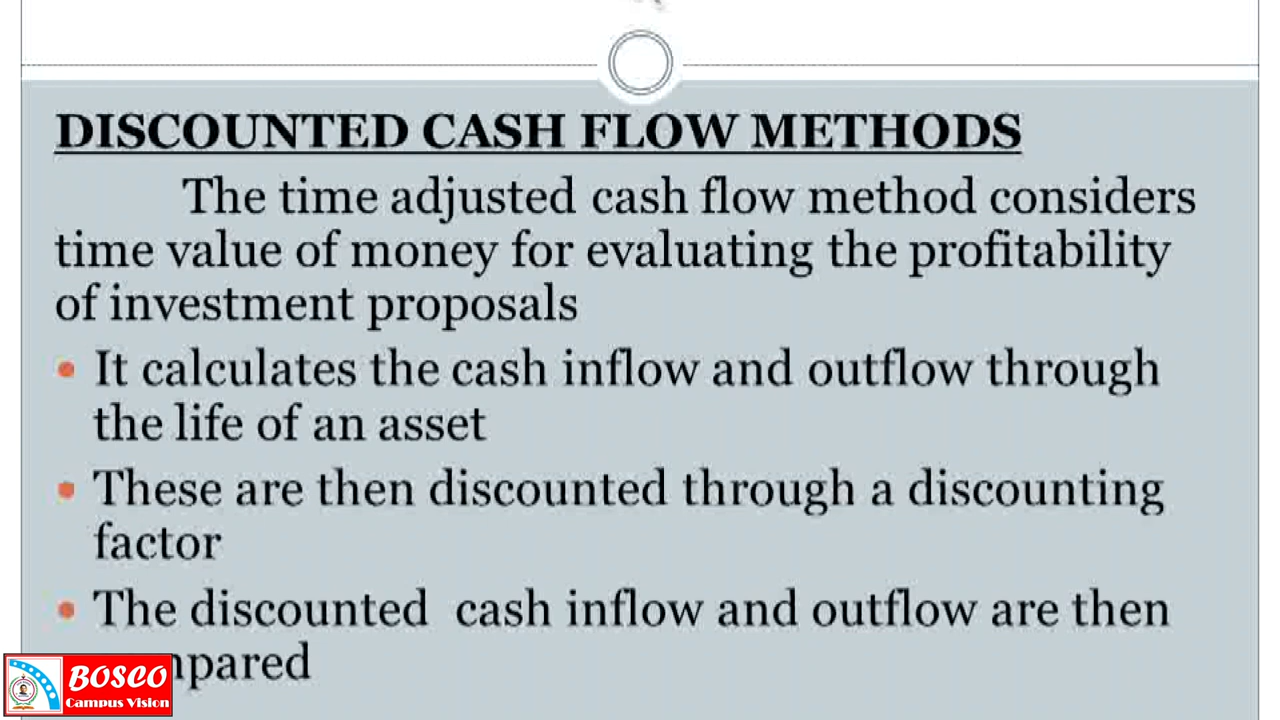 DISCOUNTED CASH FLOW METHODS
The time adjusted cash flow method considers
time value of money for evaluating the profitability
of investment proposals
It calculates the cash inflow and outflow through
the life of an asset
These are then discounted through a discounting
factor
The discounted cash inflow and outflow are then
BOSCO
Campus Vision